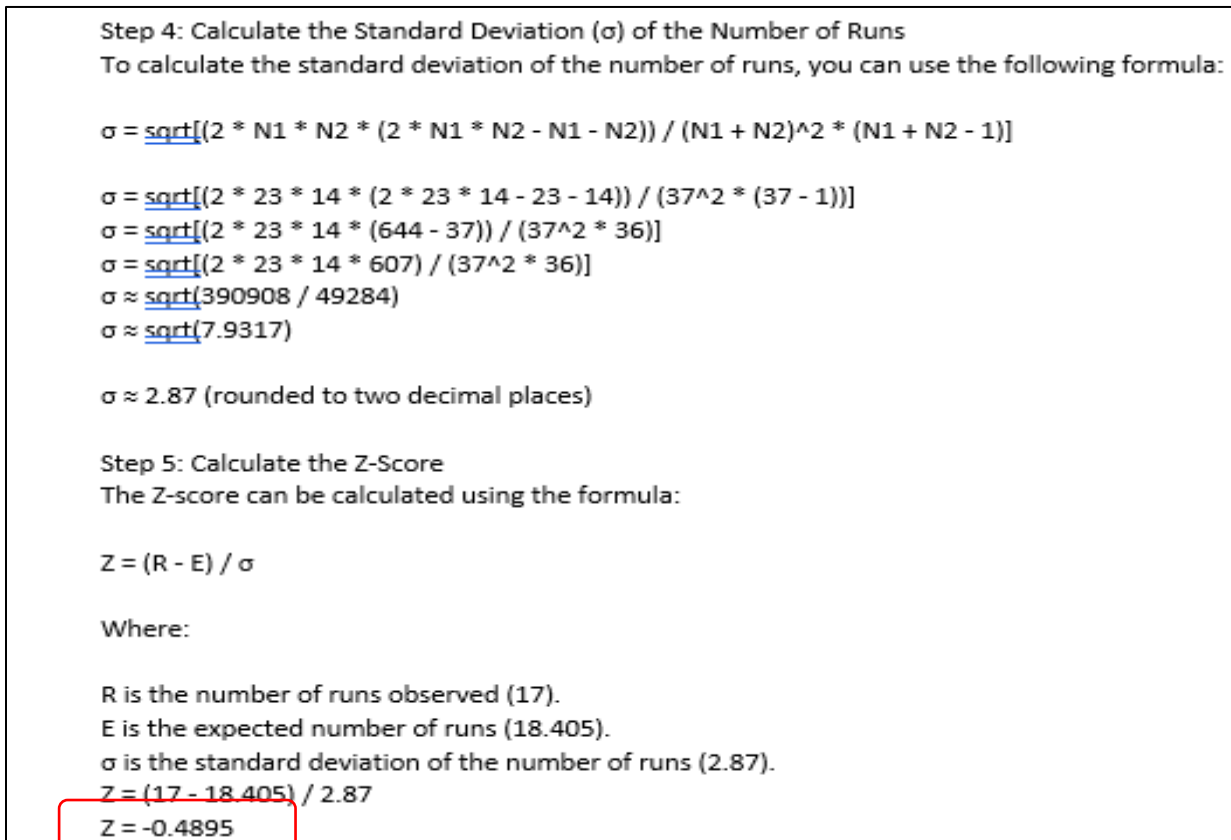 Step 4: Calculate the Standard Deviation (σ) of the Number of Runs
To calculate the standard deviation of the number of runs, you can use the following formula:
σ = sqrt[(2 * N1 * N2 * (2 * N1 * N2 - N1 - N2)) / (N1 + N2)^2 * (N1 + N2 - 1)]
σ = sqrt[(2 * 23 * 14 * (2 * 23 * 14 - 23 - 14)) / (37^2 * (37 - 1))]
σ = sqrt[(2 * 23 * 14 * (644 - 37)) / (37^2 * 36)]
σ = sqrt[(2 * 23 * 14 * 607) / (37^2 * 36)]
σ ≈ sqrt(390908 / 49284)
σ ≈ sqrt(7.9317)
σ ≈ 2.87 (rounded to two decimal places)
Step 5: Calculate the Z-Score
The Z-score can be calculated using the formula:
Z = (R - E) / σ
Where:
R is the number of runs observed (17).
E is the expected number of runs (18.405).
σ is the standard deviation of the number of runs (2.87).
Z = (17 - 18.405) / 2.87
Z = -0.4895